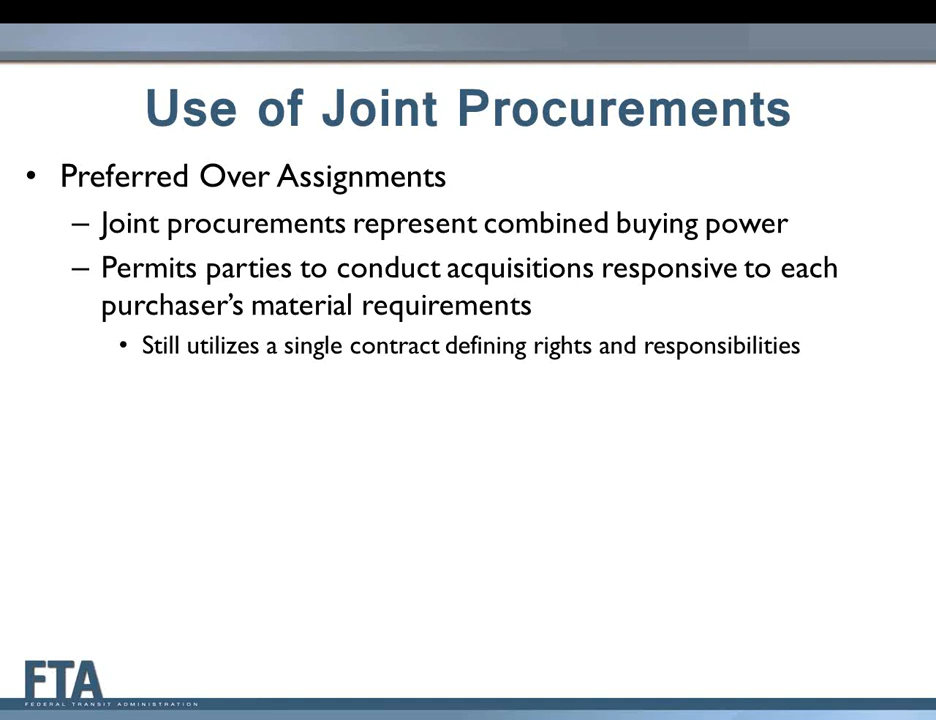 Use of Joint Procurements
• Preferred Over Assignments
– Joint procurements represent combined buying power
– Permits parties to conduct acquisitions responsive to each
purchaser’s material requirements
• Still utilizes a single contract defining rights and responsibilities
FTA
FEDERAL TRANSIT ADMINISTRATION